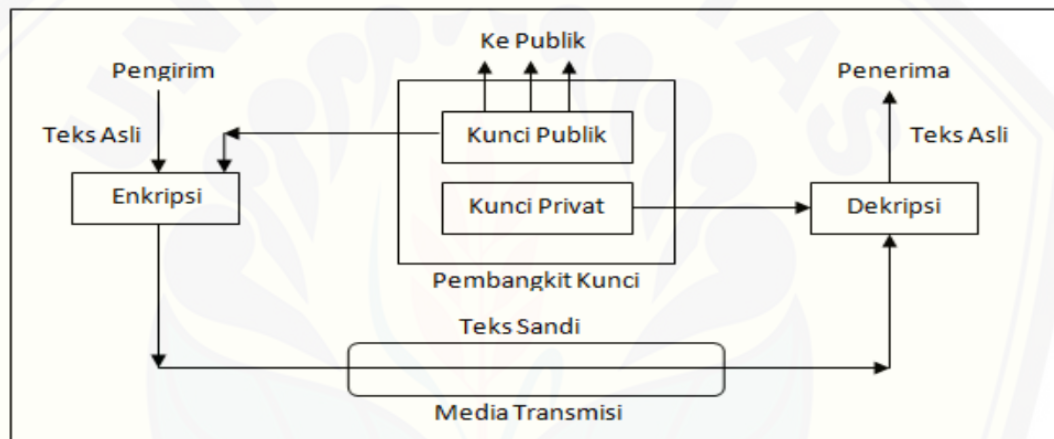 Ke Publik
Pengirim
Penerima
Teks Asli
Kunci Publik
Teks Asli
Enkripsi
Kunci Privat
Dekripsi
Pembangkit Kunci
Teks Sandi
Media Transmisi